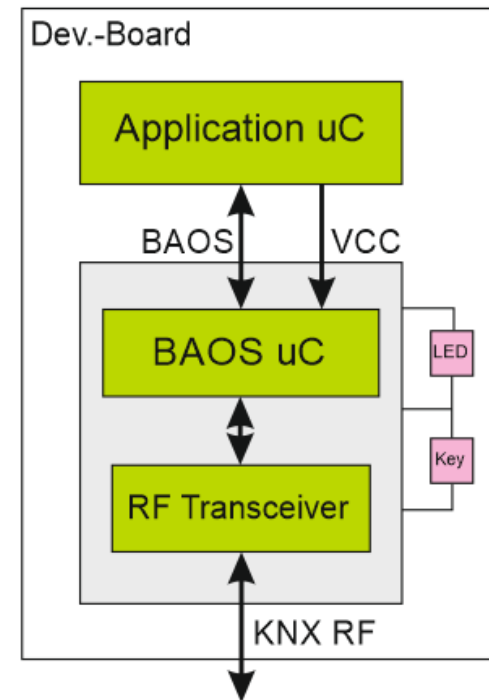 Dev.-Board
Application uC
BAOS
VCC
BAOS uC
LED
Key
RF Transceiver
KNX RF